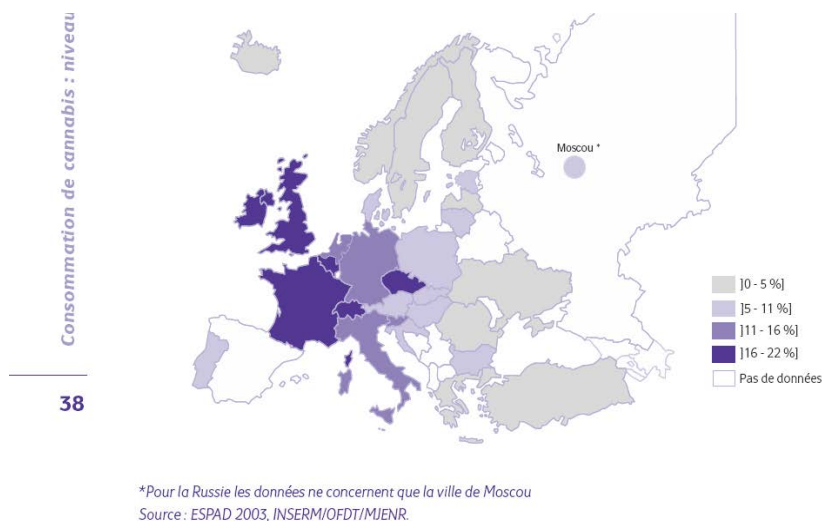 Consommation de cannabis : niveau
38
Moscou *
]0 - 5 %]
]5 - 11 %]
]11 - 16 %]
]16 - 22 %]
Pas de données
*Pour la Russie les données ne concernent que la ville de Moscou
Source : ESPAD 2003, INSERM/OFDT/MJENR.